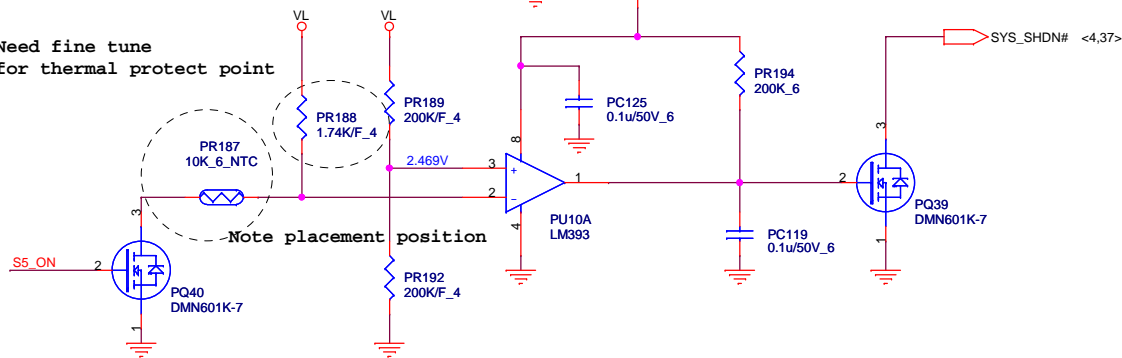 VL
VL
SYS_SHDN# <4,37>
Need fine tune
for thermal protect point
PR194
200K_6
PR189
200K/F_4
PC125
0.1u/50V_6
PR188
1.74K/F_4
3
8
PR187
10K_6_NTC
2.469V
3
+
1
2
2
-
PU10A
LM393
4
PQ39
DMN601K-7
3
Note placement position
PC119
0.1u/50V_6
1
S5_ON
2
PR192
200K/F_4
PQ40
DMN601K-7
1